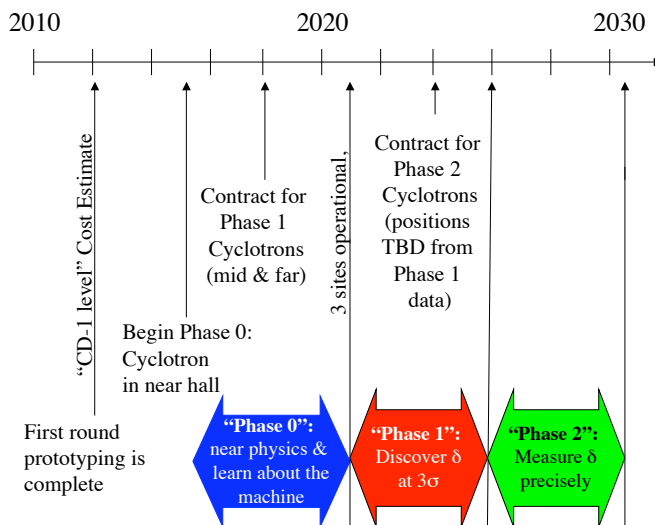 2010
2020
2030
“CD-1 level” Cost Estimate
First round
prototyping is
complete
Begin Phase 0:
Cyclotron
in near hall
Contract for
Phase 1
Cyclotrons
(mid & far)
3 sites operational,
Contract for
Phase 2
Cyclotrons
(positions
TBD from
Phase 1
data)
“Phase 0”:
near physics &
learn about the
machine
“Phase 1”:
Discover δ
at 3σ
“Phase 2”:
Measure δ
precisely